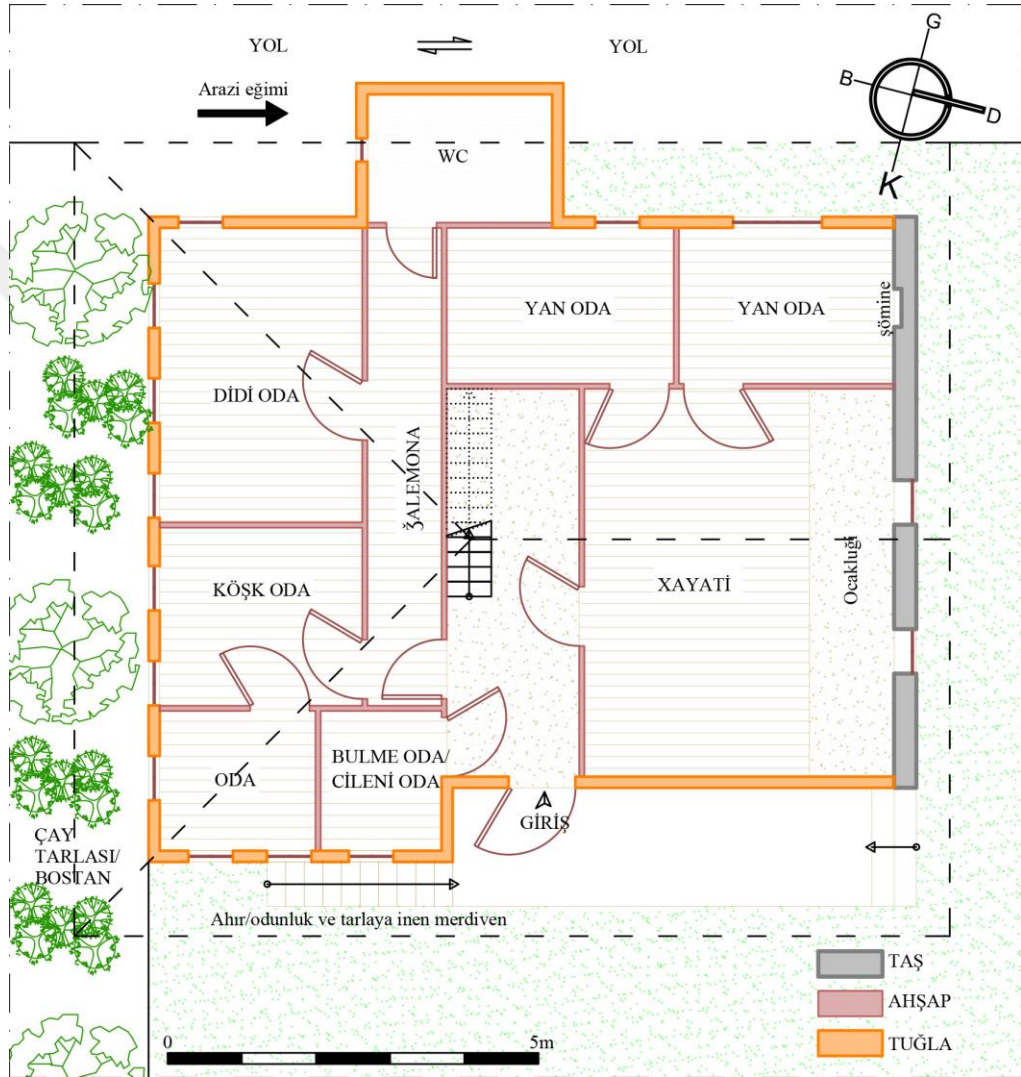 YOL
YOL
Arazi eğimi
G
B
D
K
WC
YAN ODA
YAN ODA
şömine
DİDİ ODA
ǮALEMONA
KÖŞK ODA
XAYATİ
Ocakluği
BULME ODA/
CİLENİ ODA
ODA
GİRİŞ
ÇAY
TARLASI/
BOSTAN
Ahır/odunluk ve tarlaya inen merdiven
TAŞ
AHŞAP
TUĞLA
0
5m